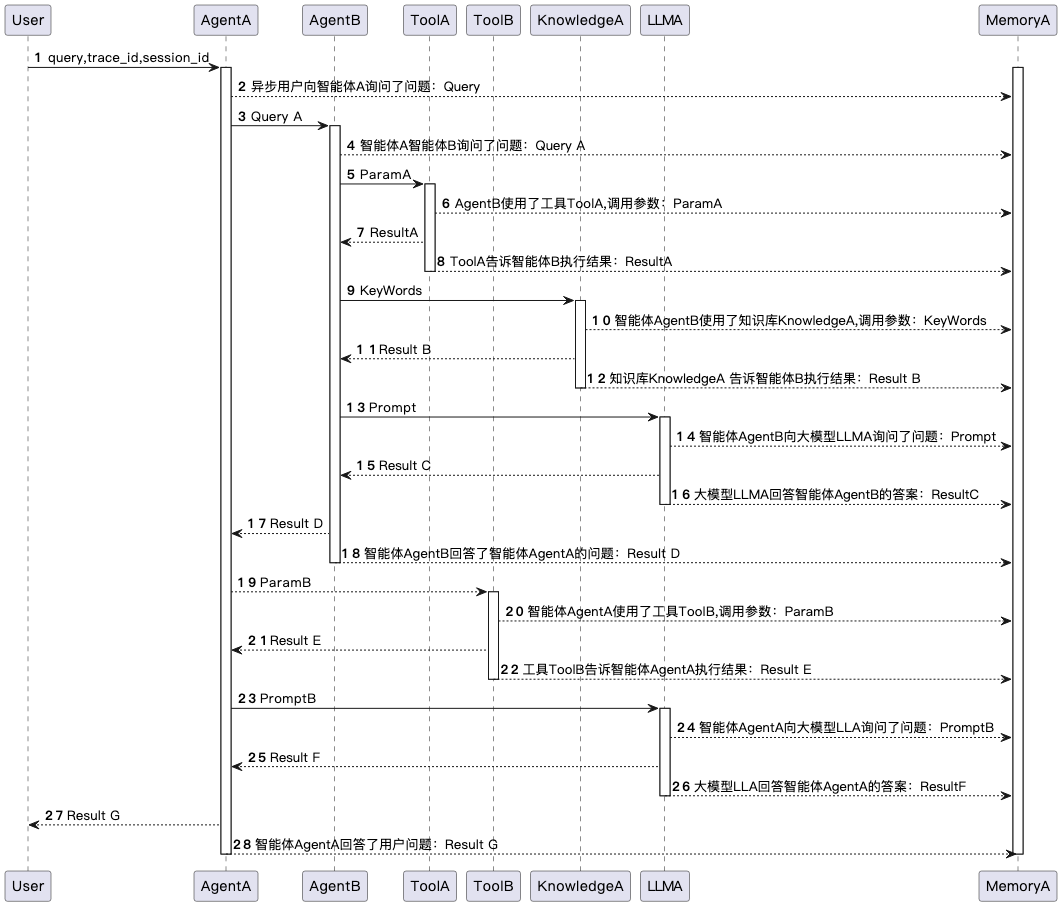 User AgentA AgentB ToolA ToolB KnowledgeA LLMA MemoryA
1 query,trace_id,session_id
2 异步用户向智能体A询问了问题：Query
3 Query A
4 智能体A智能体B询问了问题：Query A
5 ParamA
6 AgentB使用了工具ToolA,调用参数：ParamA
7 ResultA
8 ToolA告诉智能体B执行结果：ResultA
9 KeyWords
10 智能体AgentB使用了知识库KnowledgeA,调用参数：KeyWords
11 Result B
12 知识库KnowledgeA 告诉智能体B执行结果：Result B
13 Prompt
14 智能体AgentB向大模型LLMA询问了问题：Prompt
15 Result C
16 大模型LLMA回答智能体AgentB的答案：ResultC
17 Result D
18 智能体AgentB回答了智能体AgentA的问题：Result D
19 ParamB
20 智能体AgentA使用了工具ToolB,调用参数：ParamB
21 Result E
22 工具ToolB告诉智能体AgentA执行结果：Result E
23 PromptB
24 智能体AgentA向大模型LLA询问了问题：PromptB
25 Result F
26 大模型LLA回答智能体AgentA的答案：ResultF
27 Result G
28 智能体AgentA回答了用户问题：Result G
User AgentA AgentB ToolA ToolB KnowledgeA LLMA MemoryA